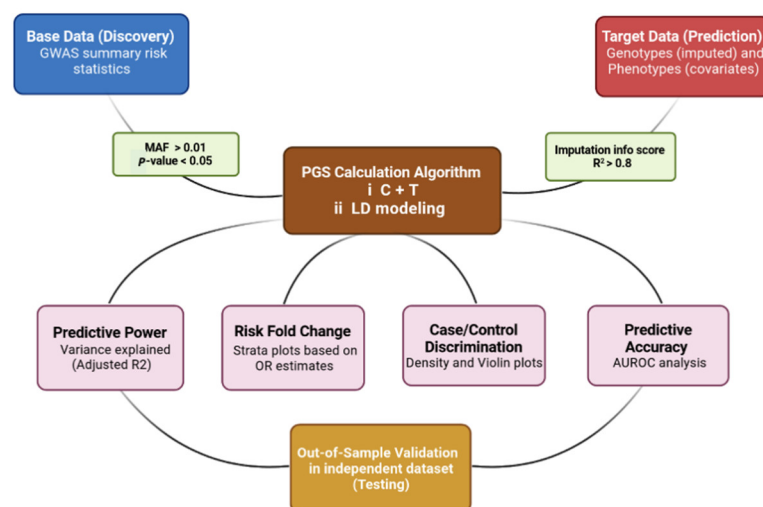 Base Data (Discovery)
GWAS summary risk
statistics
Target Data (Prediction)
Genotypes (imputed) and
Phenotypes (covariates)
MAF > 0.01
P-value < 0.05
Imputation info score
R² > 0.8
PGS Calculation Algorithm
i C + T
ii LD modeling
Predictive Power
Variance explained
(Adjusted R2)
Risk Fold Change
Strata plots based on
OR estimates
Case/Control
Discrimination
Density and Violin plots
Predictive
Accuracy
AUROC analysis
Out-of-Sample Validation
in independent dataset
(Testing)